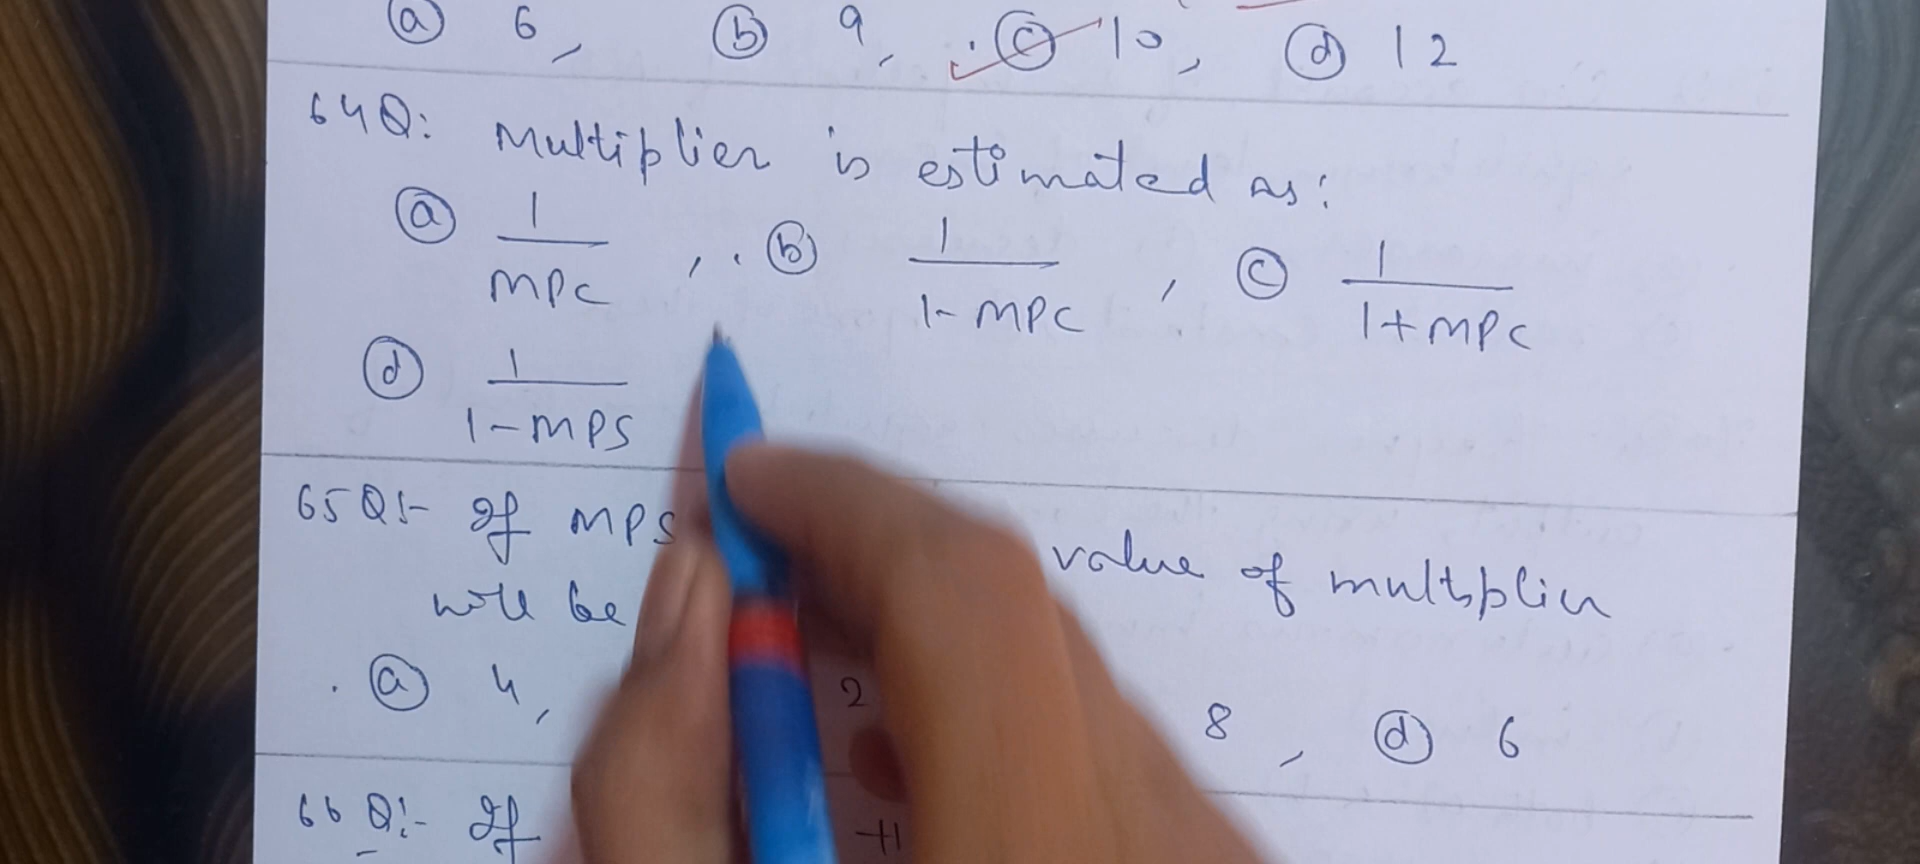 (a) 6, (b) 9, (c) 10, (d) 12
64Q: Multiplier is estimated as:
(a) 1/MPC, (b) 1/1-MPC, (c) 1/1+MPC
(d) 1/1-MPS
65Q:- If MPS value of multiplier
will be
(a) 4, 2 8, (d) 6
66Q:- If